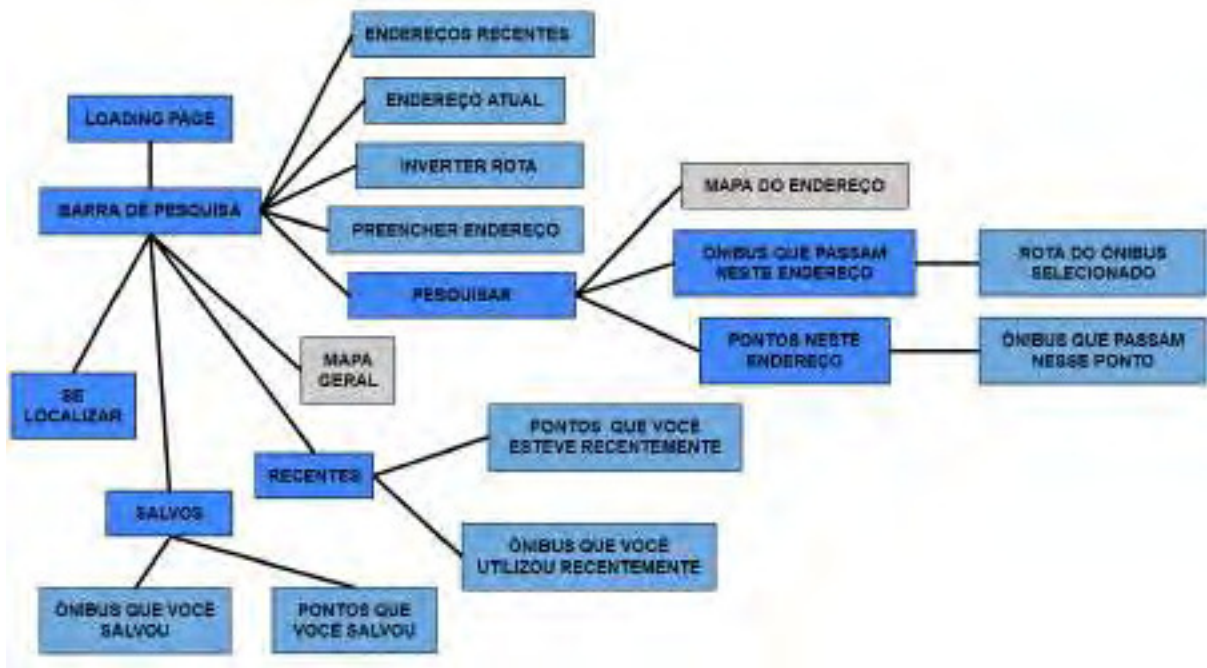 ENDEREÇOS RECENTES
ENDEREÇO ATUAL
LOADING PAGE
INVERTER ROTA
MAPA DO ENDEREÇO
BARRA DE PESQUISA
PREENCHER ENDEREÇO
ÔNIBUS QUE PASSAM
NESTE ENDEREÇO
ROTA DO ÔNIBUS
SELECIONADO
PESQUISAR
PONTOS NESTE
ENDEREÇO
ÔNIBUS QUE PASSAM
NESSE PONTO
MAPA
GERAL
SE
LOCALIZAR
PONTOS QUE VOCÊ
ESTEVE RECENTEMENTE
RECENTES
SALVOS
ÔNIBUS QUE VOCÊ
UTILIZOU RECENTEMENTE
ÔNIBUS QUE VOCÊ
SALVOU
PONTOS QUE
VOCÊ SALVOU